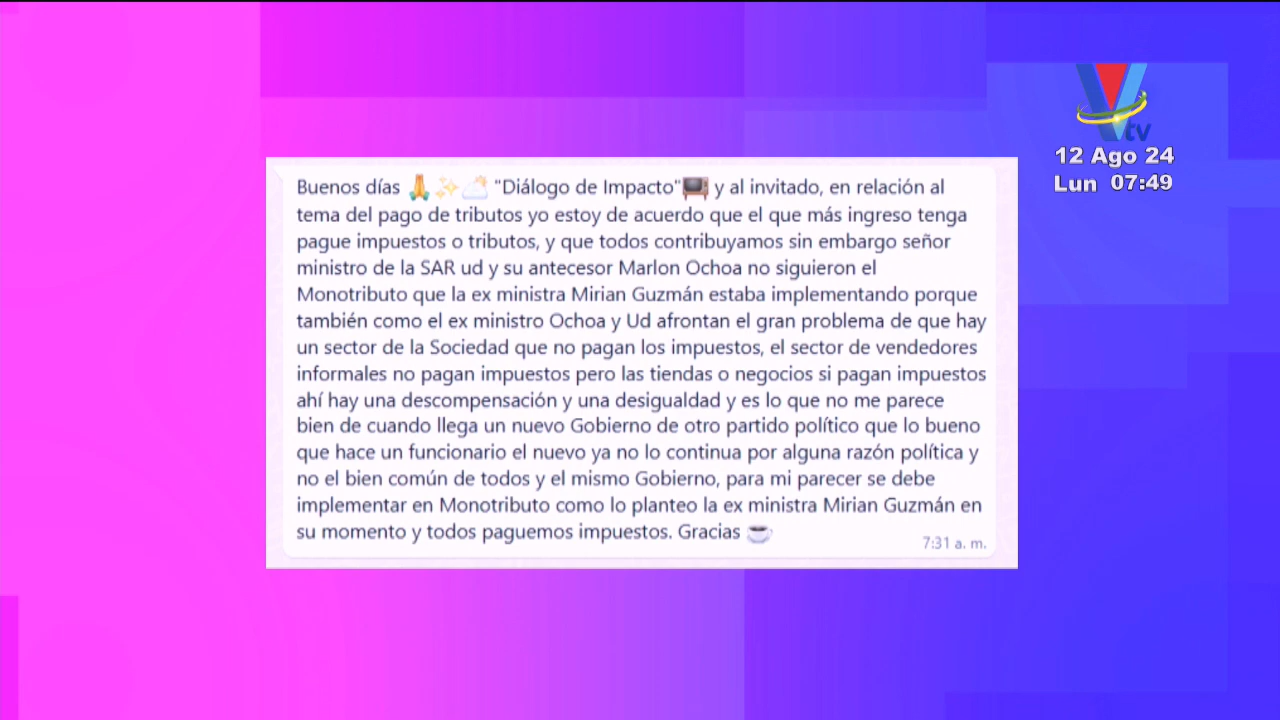 Vtv
12 Ago 24
Lun 07:49
Buenos días 🙏✨🌥️ "Diálogo de Impacto"📺 y al invitado, en relación al
tema del pago de tributos yo estoy de acuerdo que el que más ingreso tenga
pague impuestos o tributos, y que todos contribuyamos sin embargo señor
ministro de la SAR ud y su antecesor Marlon Ochoa no siguieron el
Monotributo que la ex ministra Mirian Guzmán estaba implementando porque
también como el ex ministro Ochoa y Ud afrontan el gran problema de que hay
un sector de la Sociedad que no pagan los impuestos, el sector de vendedores
informales no pagan impuestos pero las tiendas o negocios si pagan impuestos
ahí hay una descompensación y una desigualdad y es lo que no me parece
bien de cuando llega un nuevo Gobierno de otro partido político que lo bueno
que hace un funcionario el nuevo ya no lo continua por alguna razón política y
no el bien común de todos y el mismo Gobierno, para mi parecer se debe
implementar en Monotributo como lo planteo la ex ministra Mirian Guzmán en
su momento y todos paguemos impuestos. Gracias ☕
7:31 a. m.